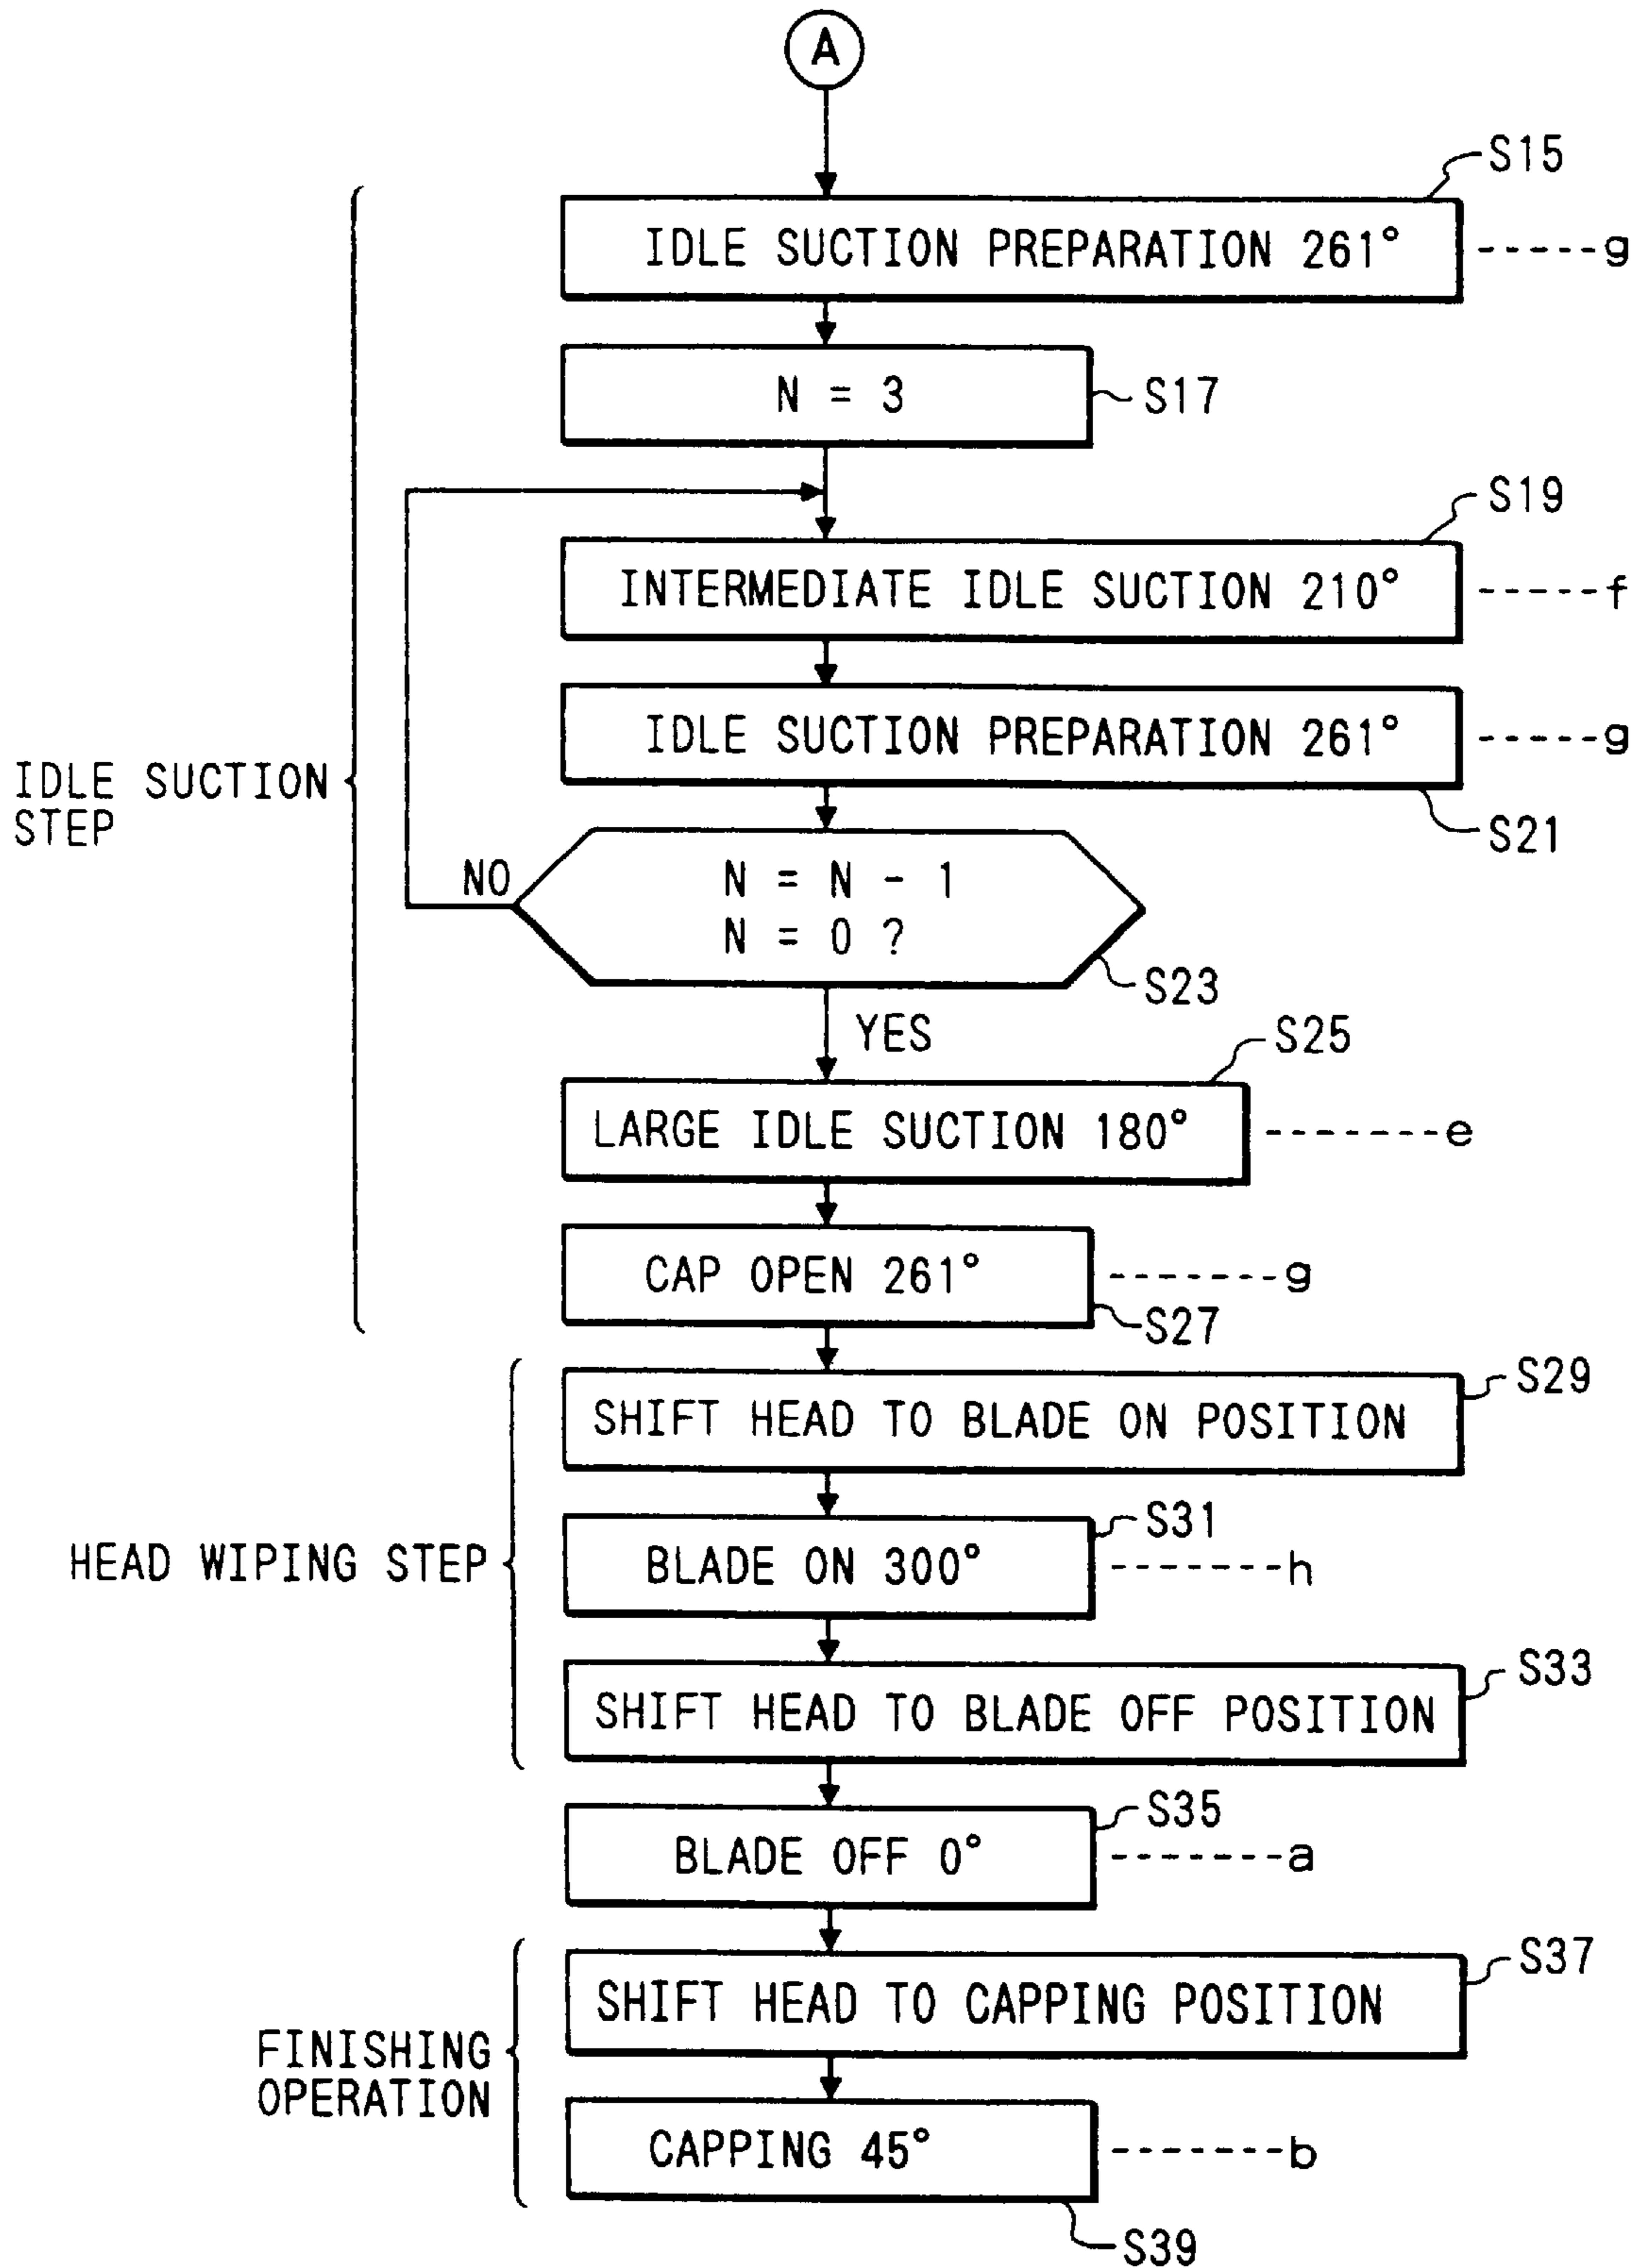 A
S15
IDLE SUCTION PREPARATION 261°
g
N = 3
S17
S19
INTERMEDIATE IDLE SUCTION 210°
f
IDLE SUCTION PREPARATION 261°
g
S21
IDLE SUCTION
STEP
NO
N = N - 1
N = 0 ?
S23
YES
S25
LARGE IDLE SUCTION 180°
e
CAP OPEN 261°
g
S27
S29
SHIFT HEAD TO BLADE ON POSITION
S31
HEAD WIPING STEP
BLADE ON 300°
h
S33
SHIFT HEAD TO BLADE OFF POSITION
S35
BLADE OFF 0°
a
S37
SHIFT HEAD TO CAPPING POSITION
FINISHING
OPERATION
CAPPING 45°
b
S39